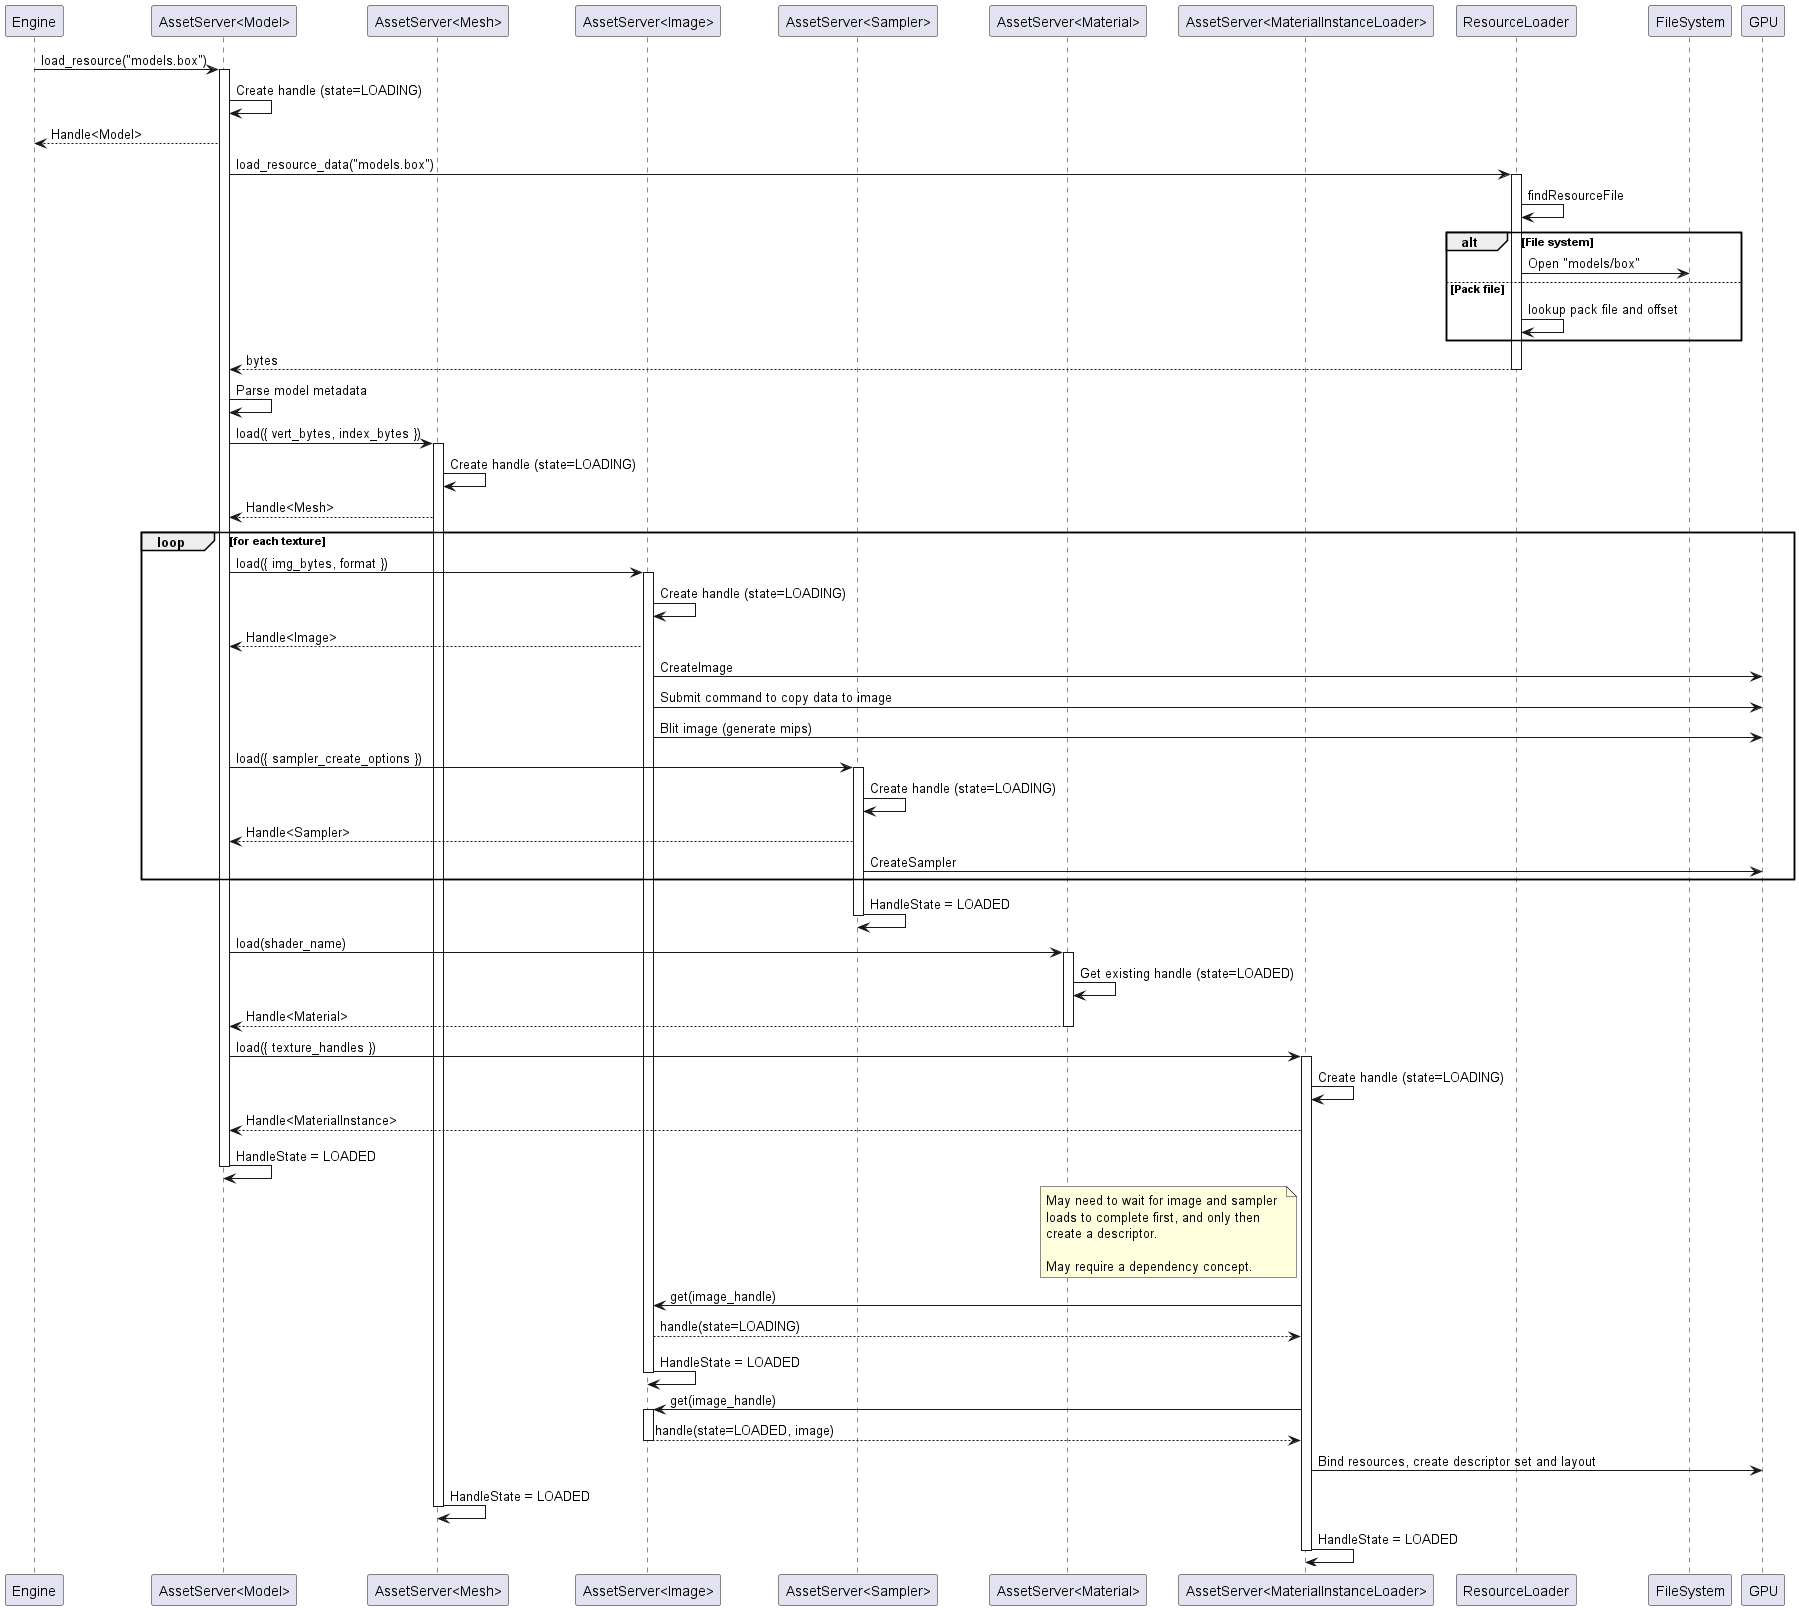 Engine
AssetServer<Model>
AssetServer<Mesh>
AssetServer<Image>
AssetServer<Sampler>
AssetServer<Material>
AssetServer<MaterialInstanceLoader>
ResourceLoader
FileSystem
GPU
load_resource("models.box")
Create handle (state=LOADING)
Handle<Model>
load_resource_data("models.box")
findResourceFile
alt
[File system]
Open "models/box"
[Pack file]
lookup pack file and offset
bytes
Parse model metadata
load({ vert_bytes, index_bytes })
Create handle (state=LOADING)
Handle<Mesh>
loop
[for each texture]
load({ img_bytes, format })
Create handle (state=LOADING)
Handle<Image>
CreateImage
Submit command to copy data to image
Blit image (generate mips)
load({ sampler_create_options })
Create handle (state=LOADING)
Handle<Sampler>
CreateSampler
HandleState = LOADED
load(shader_name)
Get existing handle (state=LOADED)
Handle<Material>
load({ texture_handles })
Create handle (state=LOADING)
Handle<MaterialInstance>
HandleState = LOADED
May need to wait for image and sampler
loads to complete first, and only then
create a descriptor.
May require a dependency concept.
get(image_handle)
handle(state=LOADING)
HandleState = LOADED
get(image_handle)
handle(state=LOADED, image)
Bind resources, create descriptor set and layout
HandleState = LOADED
HandleState = LOADED
Engine
AssetServer<Model>
AssetServer<Mesh>
AssetServer<Image>
AssetServer<Sampler>
AssetServer<Material>
AssetServer<MaterialInstanceLoader>
ResourceLoader
FileSystem
GPU